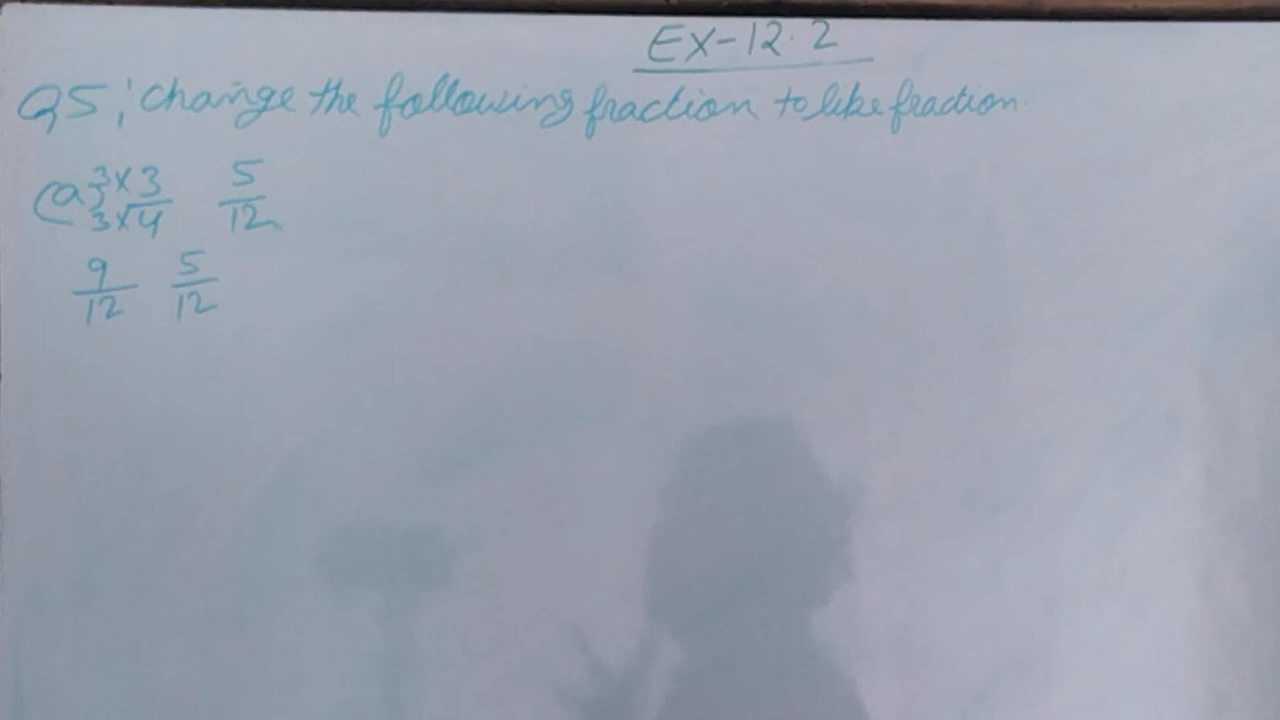 Ex-12.2
Q5; change the following fraction to like fraction.
(a) 3×3/3×4 5/12
9/12 5/12